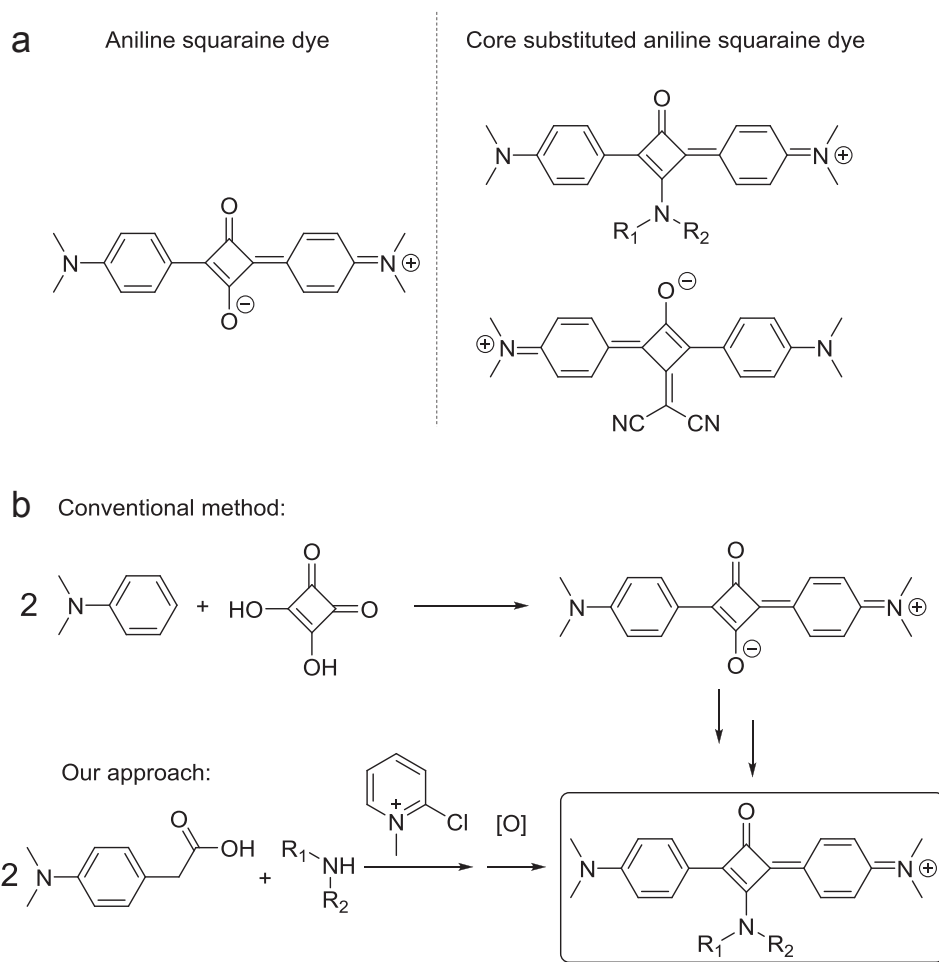 a
Aniline squaraine dye
Core substituted aniline squaraine dye
O
N
N
⊕
N
R1
R2
O
N
N
⊕
O
⊖
O
⊖
⊕
N
N
NC
CN
b
Conventional method:
2
N
+
O
HO
O
OH
O
N
N
⊕
O
⊖
Our approach:
2
N
O
OH
+
R1
NH
R2
N
+
Cl
[O]
O
N
N
⊕
N
R1
R2